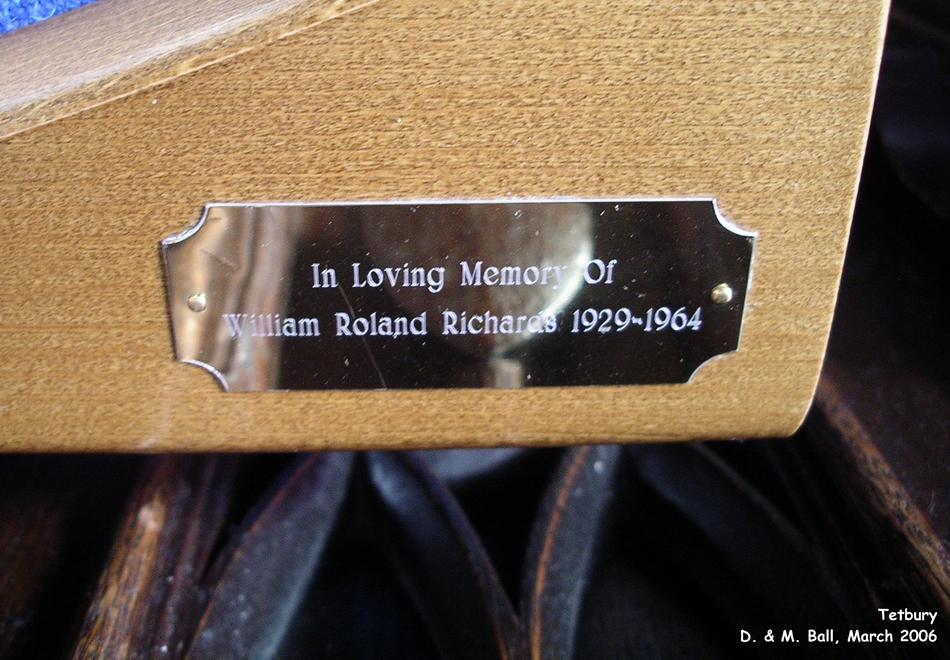 In Loving Memory Of
William Roland Richards 1929-1964
Tetbury
D. & M. Ball, March 2006